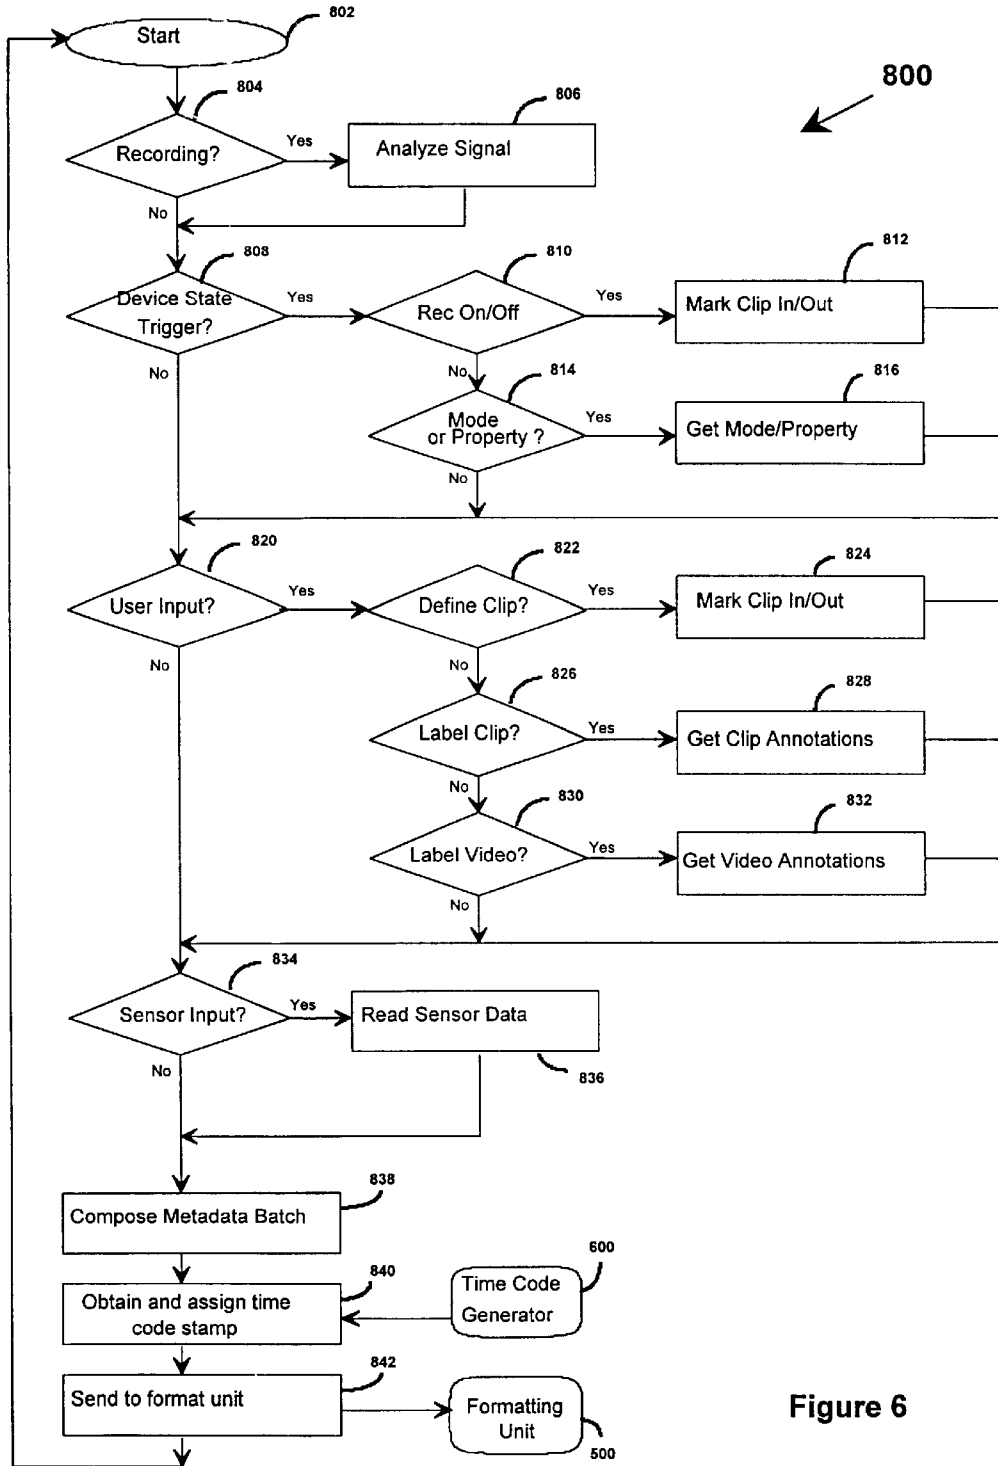 Start
802
800
804
Recording?
Yes
806
Analyze Signal
No
808
Device State
Trigger?
Yes
810
Rec On/Off
Yes
812
Mark Clip In/Out
No
No
814
Mode
or Property ?
Yes
816
Get Mode/Property
No
820
User Input?
Yes
822
Define Clip?
Yes
824
Mark Clip In/Out
No
No
826
Label Clip?
Yes
828
Get Clip Annotations
No
830
Label Video?
Yes
832
Get Video Annotations
No
834
Sensor Input?
Yes
Read Sensor Data
836
No
838
Compose Metadata Batch
840
Obtain and assign time
code stamp
600
Time Code
Generator
842
Send to format unit
Formatting
Unit
500
Figure 6